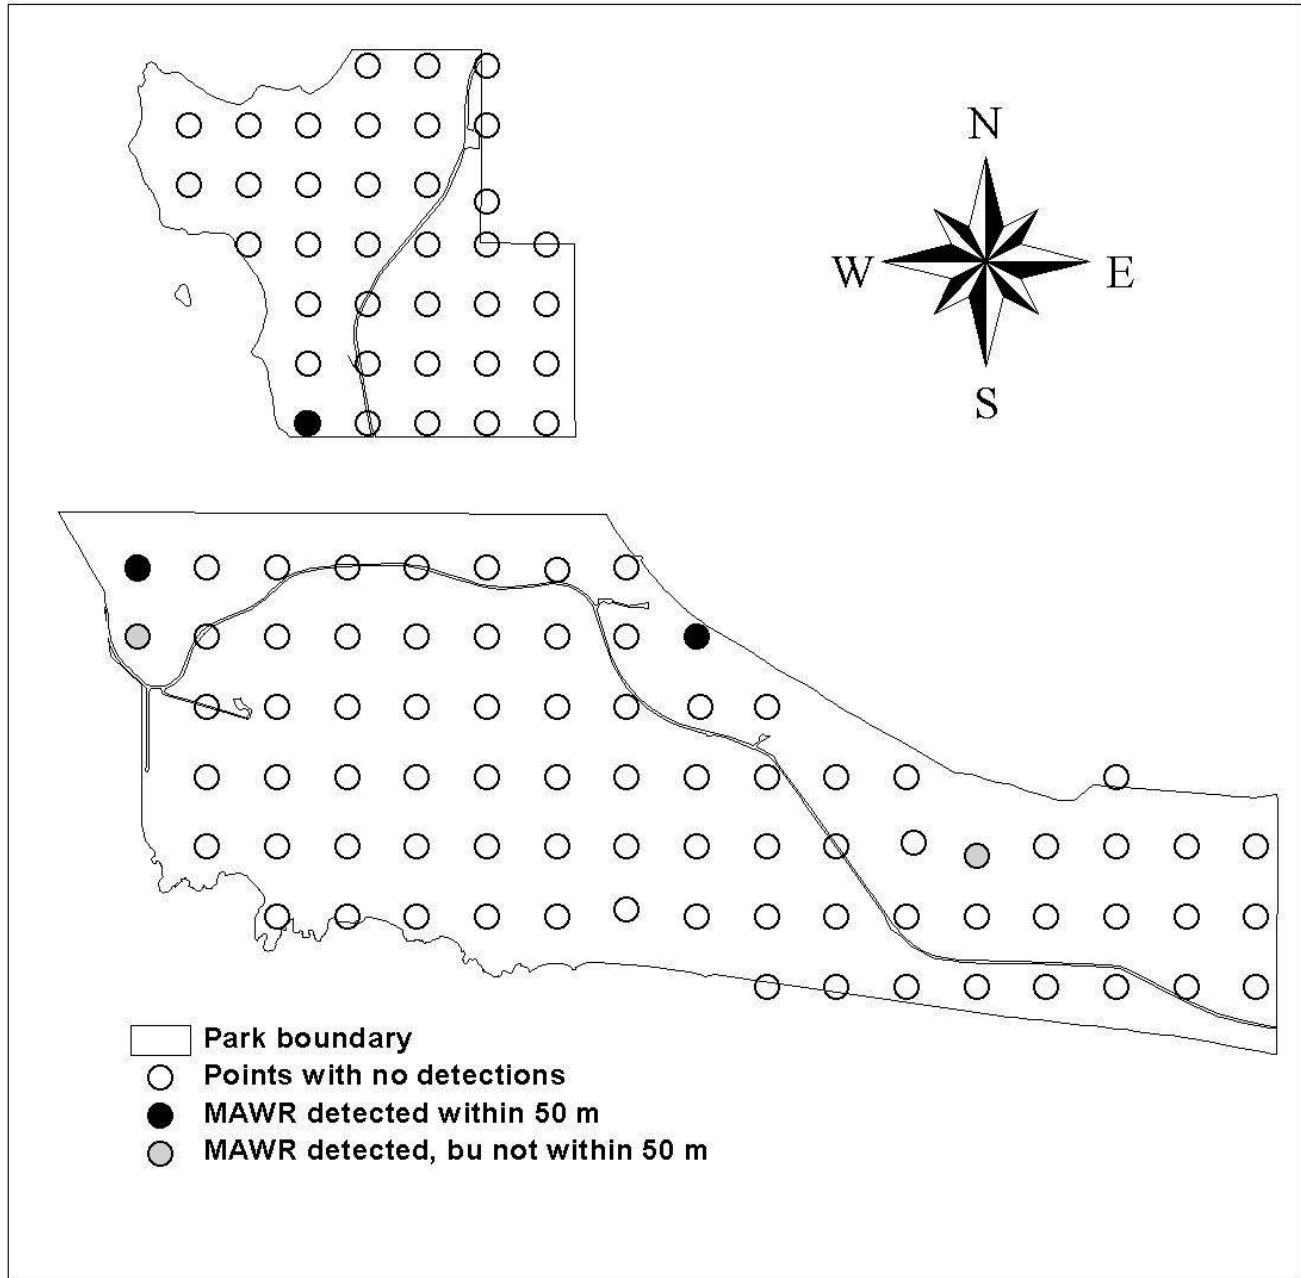 N
W
E
S
Park boundary
Points with no detections
MAWR detected within 50 m
MAWR detected, bu not within 50 m